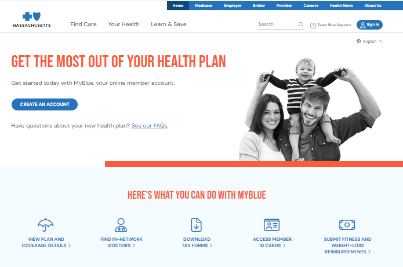 Home Medicare Employer Broker Provider Careers Health News About Us
MASSACHUSETTS
Find Care Your Health Learn & Save
Search
Team Blue Support
Sign In
English
GET THE MOST OUT OF YOUR HEALTH PLAN
Get started today with MyBlue, your online member account.
CREATE AN ACCOUNT
Have questions about your new health plan? See our FAQs.
HERE'S WHAT YOU CAN DO WITH MYBLUE
VIEW PLAN AND
COVERAGE DETAILS >
FIND IN-NETWORK
DOCTORS >
DOWNLOAD
FORMS >
ACCESS MEMBER
ID CARDS >
SUBMIT FITNESS AND
WEIGHT-LOSS
REIMBURSEMENTS >